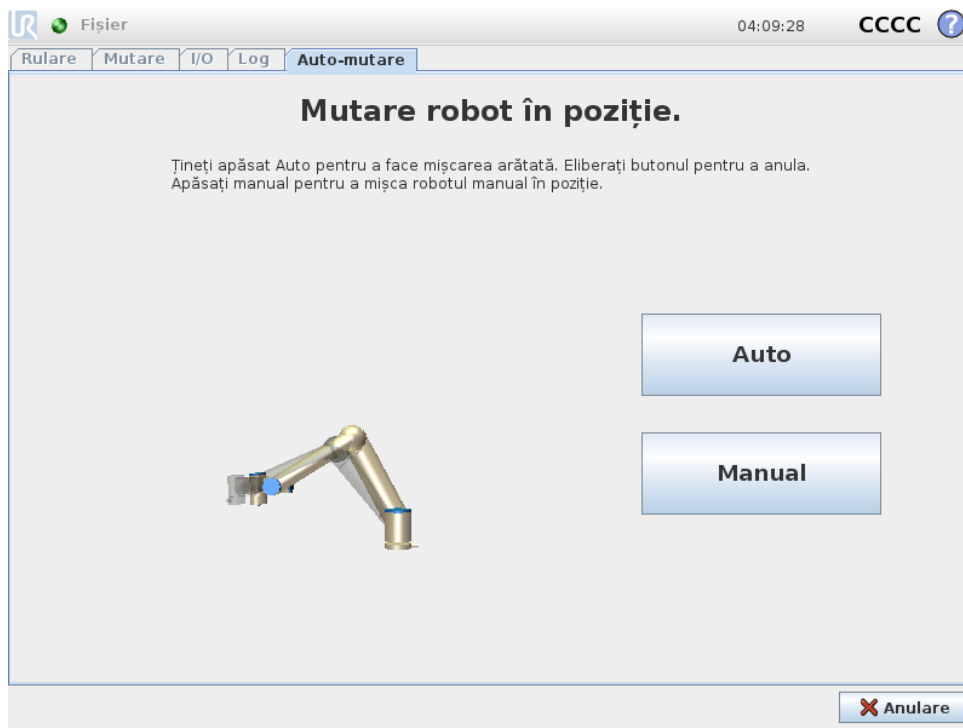 UR Fișier 04:09:28 CCCC ?
Rulare Mutare I/O Log Auto-mutare
Mutare robot în poziție.
Țineți apăsat Auto pentru a face mișcarea arătată. Eliberați butonul pentru a anula.
Apăsați manual pentru a mișca robotul manual în poziție.
Auto
Manual
Anulare